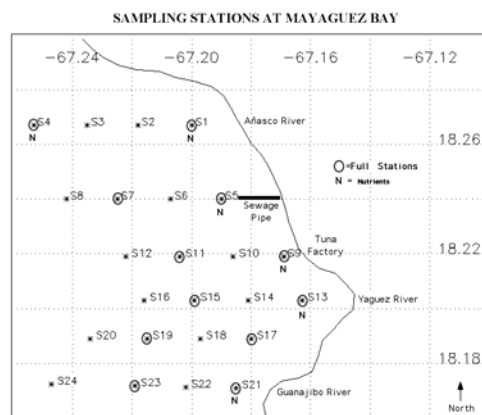 SAMPLING STATIONS AT MAYAGUEZ BAY
-67.24 -67.20 -67.16 -67.12
S4 S3 S2 S1 Añasco River
N N
18.26
=Full Stations
N = Nutrients
S8 S7 S6 S5
N Sewage
Pipe
Tuna
Factory
S12 S11 S10 S9 18.22
N
S16 S15 S14 S13 Yaguez River
N
S20 S19 S18 S17
18.18
S24 S23 S22 S21 Guanajibo River
N
North